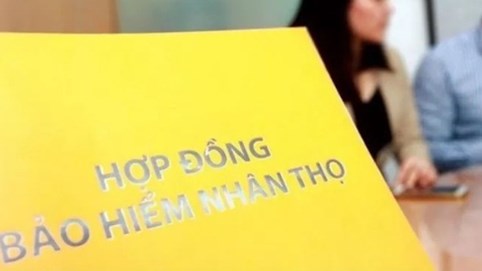 HỢP ĐỒNG
BẢO HIỂM NHÂN THỌ